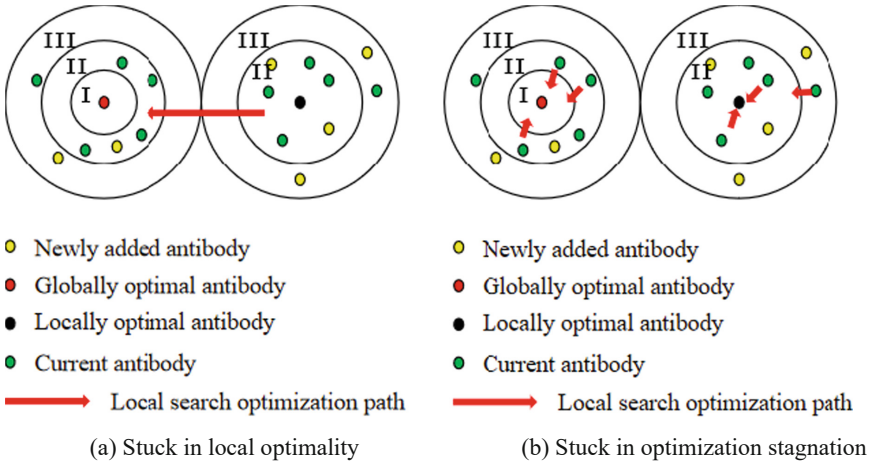 III
II
I
III
II
Newly added antibody
Globally optimal antibody
Locally optimal antibody
Current antibody
Local search optimization path
(a) Stuck in local optimality
III
II
I
III
II
Newly added antibody
Globally optimal antibody
Locally optimal antibody
Current antibody
Local search optimization path
(b) Stuck in optimization stagnation